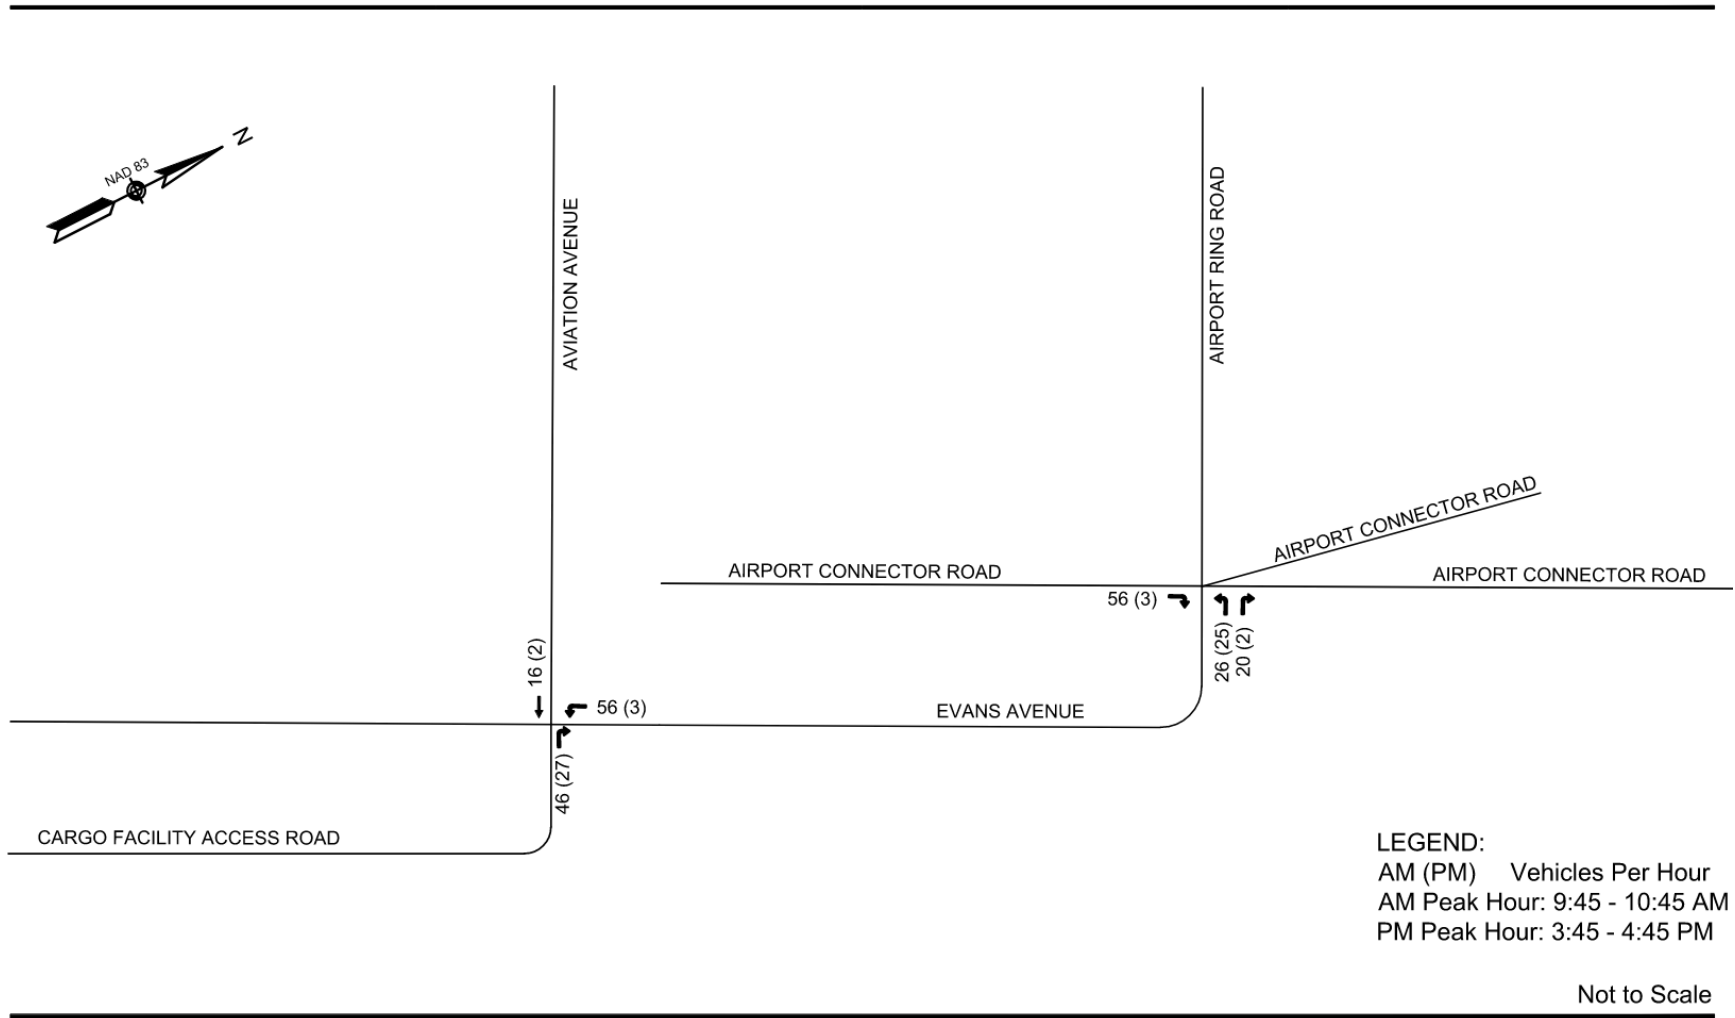 N
NAD 83
AVIATION AVENUE
AIRPORT RING ROAD
AIRPORT CONNECTOR ROAD
AIRPORT CONNECTOR ROAD
AIRPORT CONNECTOR ROAD
56 (3)
26 (25)
20 (2)
16 (2)
56 (3)
EVANS AVENUE
46 (27)
CARGO FACILITY ACCESS ROAD
LEGEND:
AM (PM) Vehicles Per Hour
AM Peak Hour: 9:45 - 10:45 AM
PM Peak Hour: 3:45 - 4:45 PM
Not to Scale